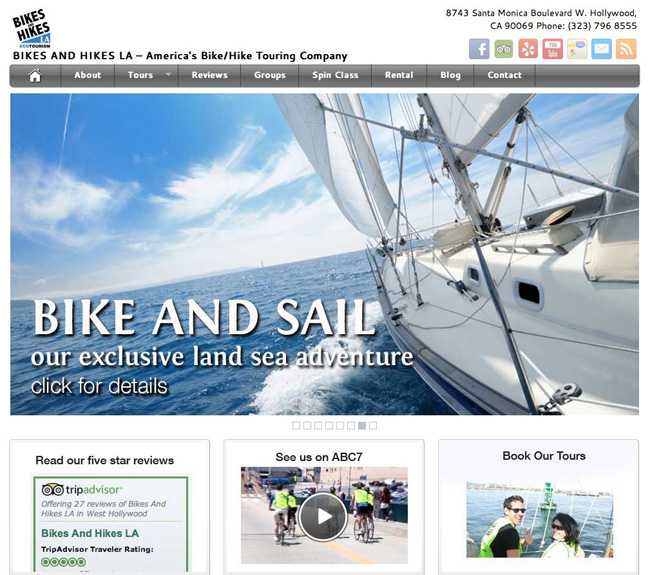 BIKES
AND
HIKES
LA
ECOTOURISM
8743 Santa Monica Boulevard W. Hollywood,
CA 90069 Phone: (323) 796 8555
BIKES AND HIKES LA – America's Bike/Hike Touring Company
About Tours Reviews Groups Spin Class Rental Blog Contact
BIKE AND SAIL
our exclusive land sea adventure
click for details
Read our five star reviews
tripadvisor
Offering 27 reviews of Bikes And
Hikes LA in West Hollywood
Bikes And Hikes LA
TripAdvisor Traveler Rating:
See us on ABC7
Book Our Tours